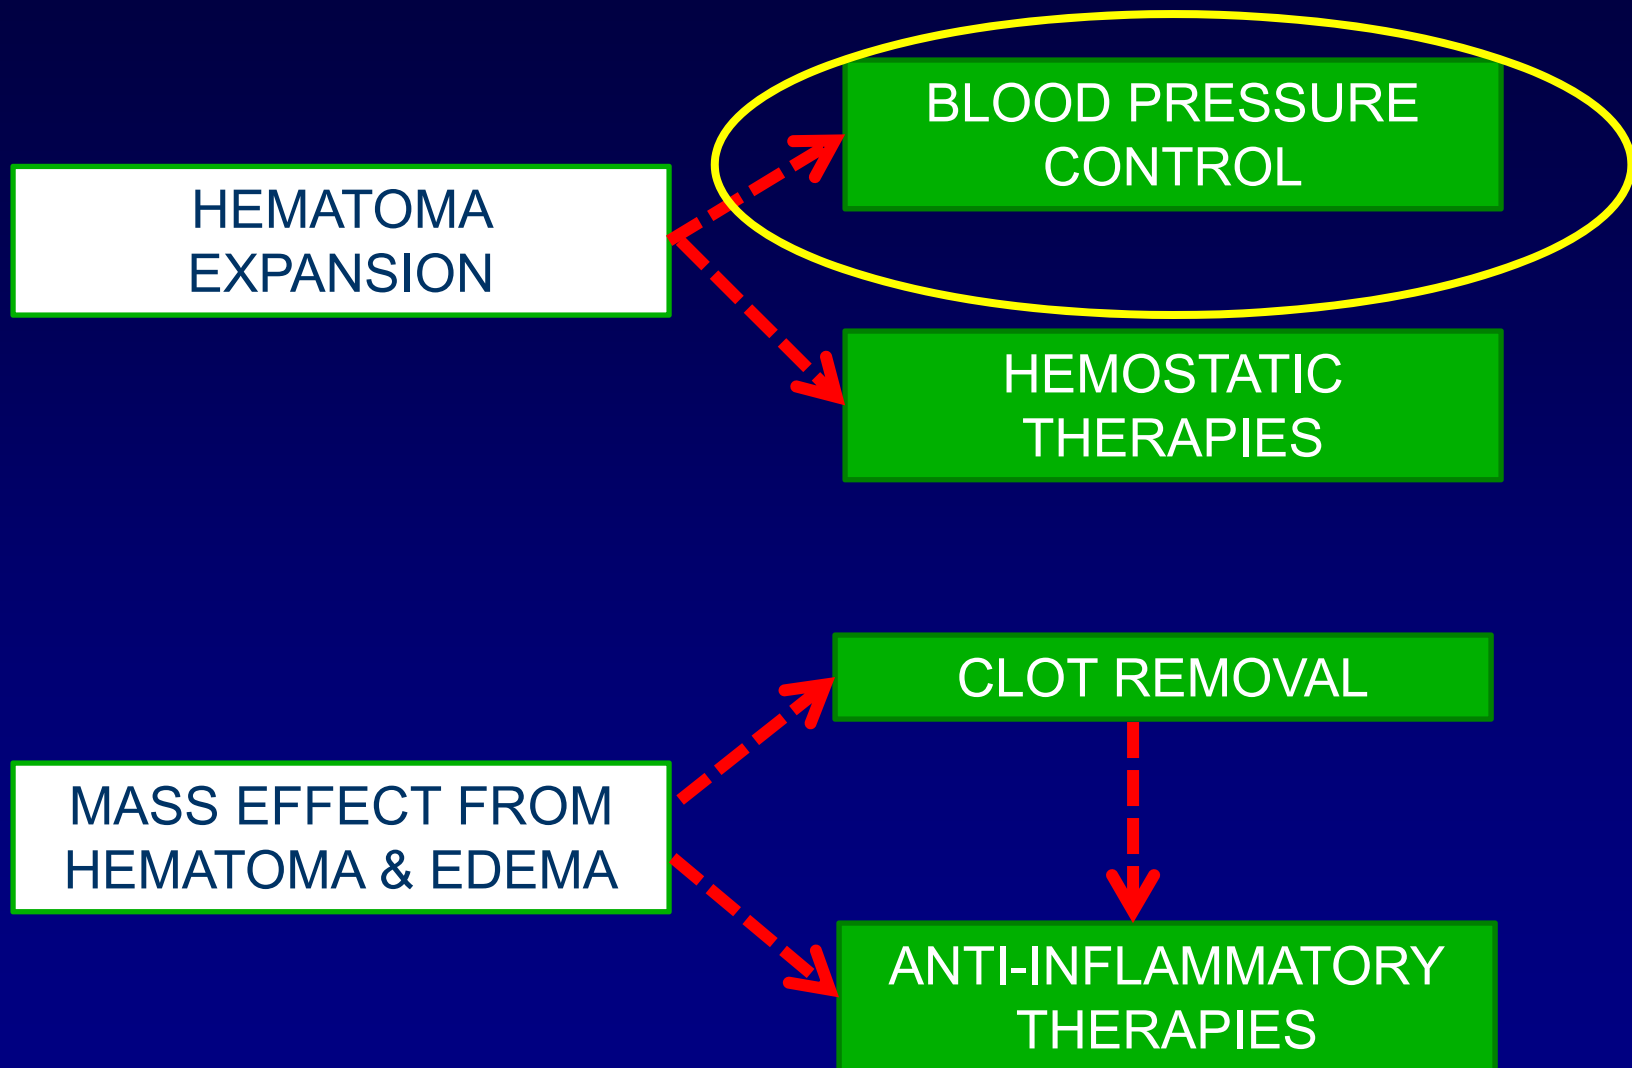 BLOOD PRESSURE
CONTROL
HEMATOMA
EXPANSION
HEMOSTATIC
THERAPIES
CLOT REMOVAL
MASS EFFECT FROM
HEMATOMA & EDEMA
ANTI-INFLAMMATORY
THERAPIES